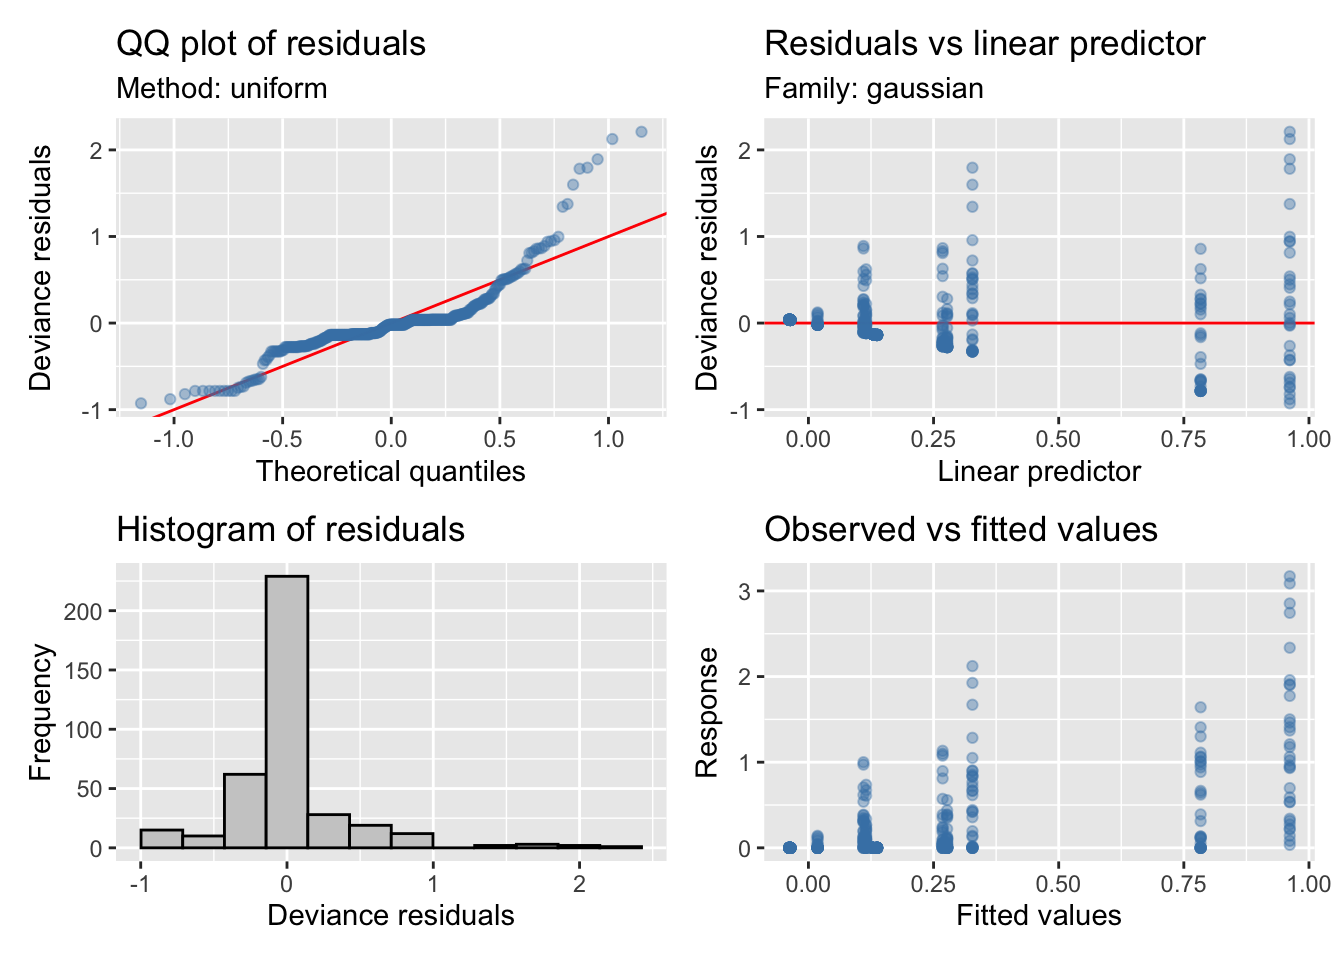 QQ plot of residuals
Method: uniform
Deviance residuals
2
1
0
-1
-1.0 -0.5 0.0 0.5 1.0
Theoretical quantiles
Residuals vs linear predictor
Family: gaussian
Deviance residuals
2
1
0
-1
0.00 0.25 0.50 0.75 1.00
Linear predictor
Histogram of residuals
Frequency
200
150
100
50
0
-1 0 1 2
Deviance residuals
Observed vs fitted values
Response
3
2
1
0
0.00 0.25 0.50 0.75 1.00
Fitted values